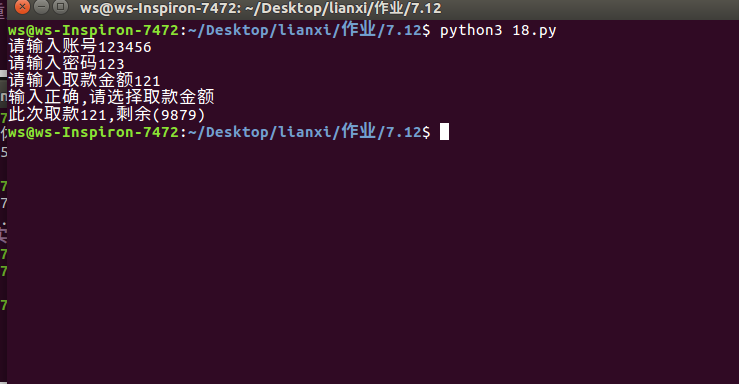 ws@ws-Inspiron-7472: ~/Desktop/lianxi/作业/7.12
ws@ws-Inspiron-7472:~/Desktop/lianxi/作业/7.12$ python3 18.py
请输入账号123456
请输入密码123
请输入取款金额121
输入正确,请选择取款金额
此次取款121,剩余(9879)
ws@ws-Inspiron-7472:~/Desktop/lianxi/作业/7.12$